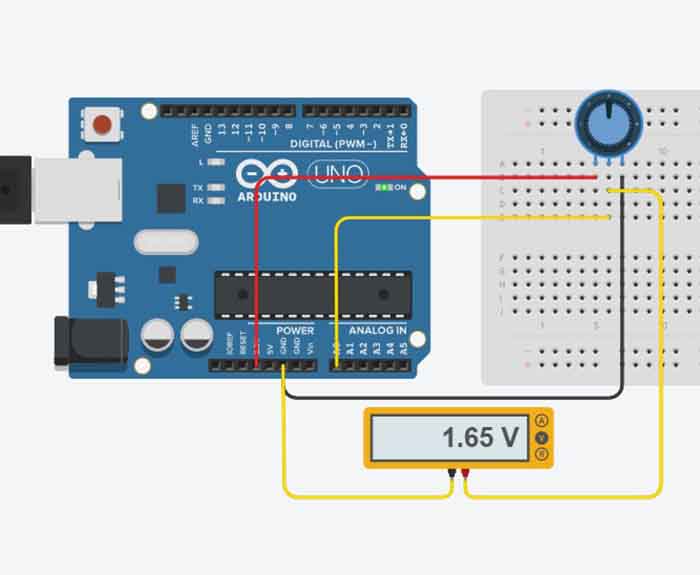 AREF
GND
13
12
~11
~10
~9
8
7
~6
~5
4
~3
2
TX→1
RX←0
DIGITAL (PWM~)
L
TX
RX
UNO
ON
ARDUINO
POWER
ANALOG IN
IOREF
RESET
5V
GND
GND
Vin
A0
A1
A2
A3
A4
A5
1.65 V
A
V
R
1
10
A
B
C
D
F
G
H
I
J
1
5